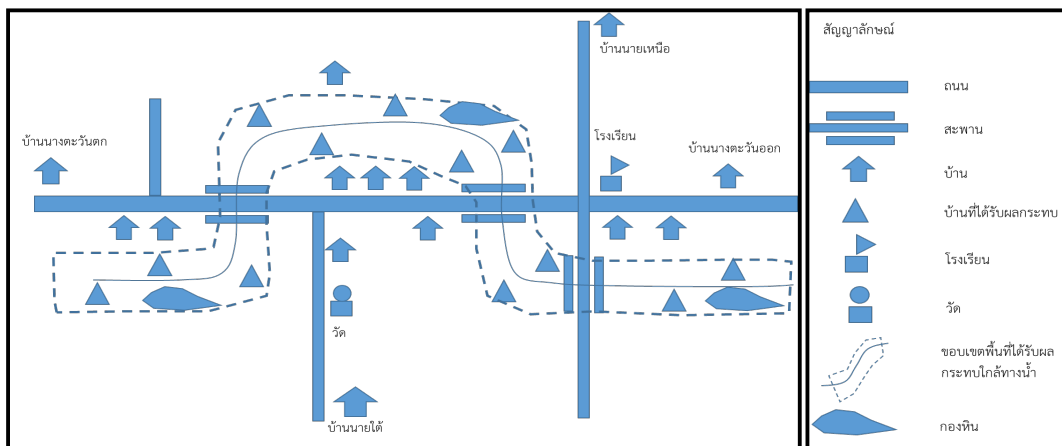 บ้านนายเหนือ
บ้านนางตะวันตก
โรงเรียน
บ้านนางตะวันออก
วัด
บ้านนายใต้
สัญญาลักษณ์
ถนน
สะพาน
บ้าน
บ้านที่ได้รับผลกระทบ
โรงเรียน
วัด
ขอบเขตพื้นที่ได้รับผล
กระทบใกล้ทางน้ำ
กองหิน